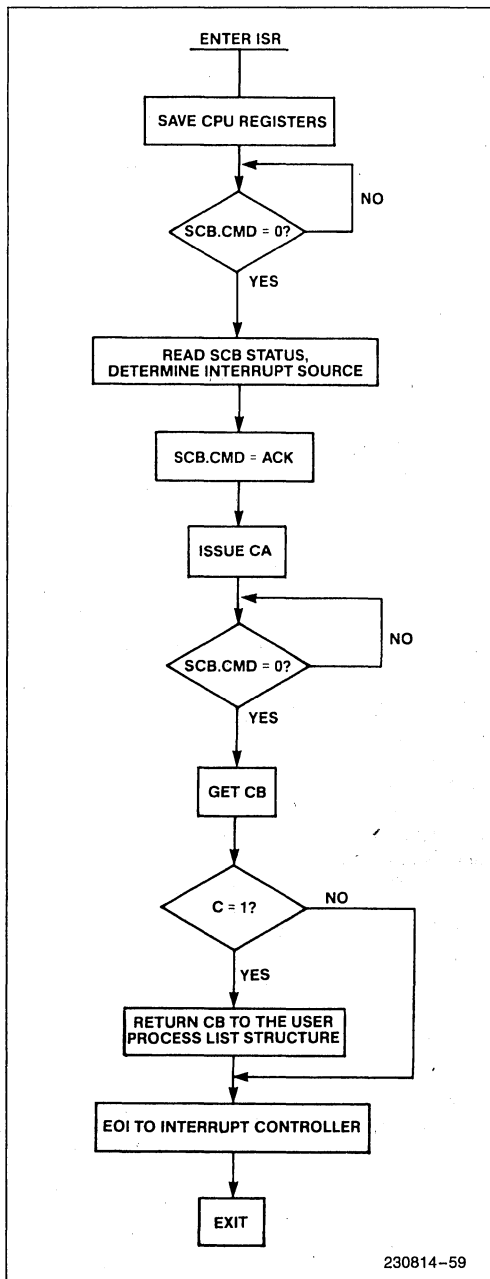 ENTER ISR
SAVE CPU REGISTERS
NO
SCB.CMD = 0?
YES
READ SCB STATUS,
DETERMINE INTERRUPT SOURCE
SCB.CMD = ACK
ISSUE CA
NO
SCB.CMD = 0?
YES
GET CB
C = 1?
NO
YES
RETURN CB TO THE USER
PROCESS LIST STRUCTURE
EOI TO INTERRUPT CONTROLLER
EXIT
230814-59